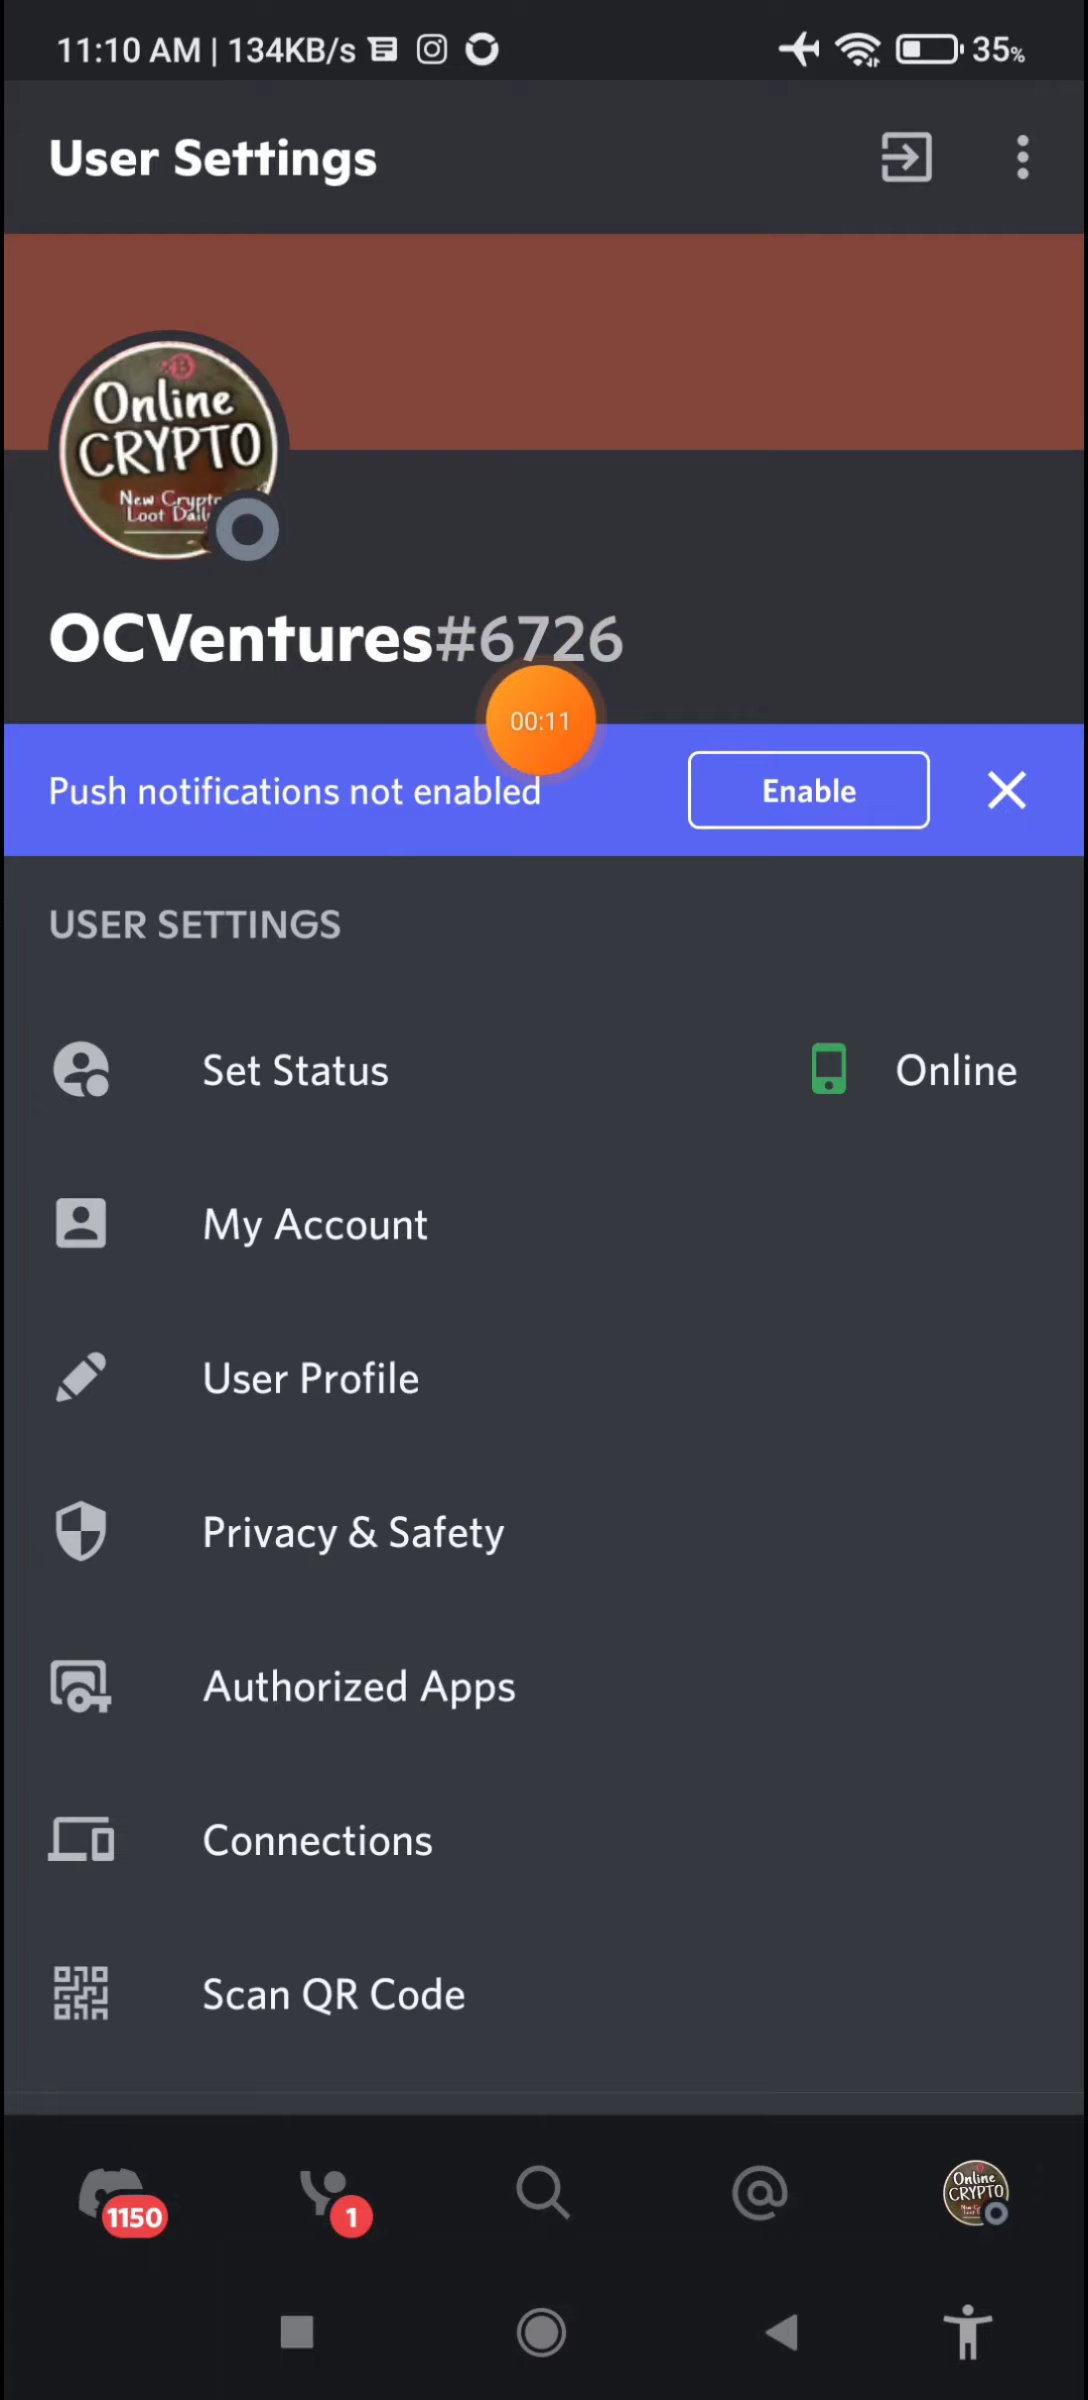 11:10 AM | 134KB/s
35%
User Settings
Online
CRYPTO
New Crypto
Loot Daily
OCVentures#6726
00:11
Push notifications not enabled
Enable
USER SETTINGS
Set Status
Online
My Account
User Profile
Privacy & Safety
Authorized Apps
Connections
Scan QR Code
1150
1
Online
CRYPTO